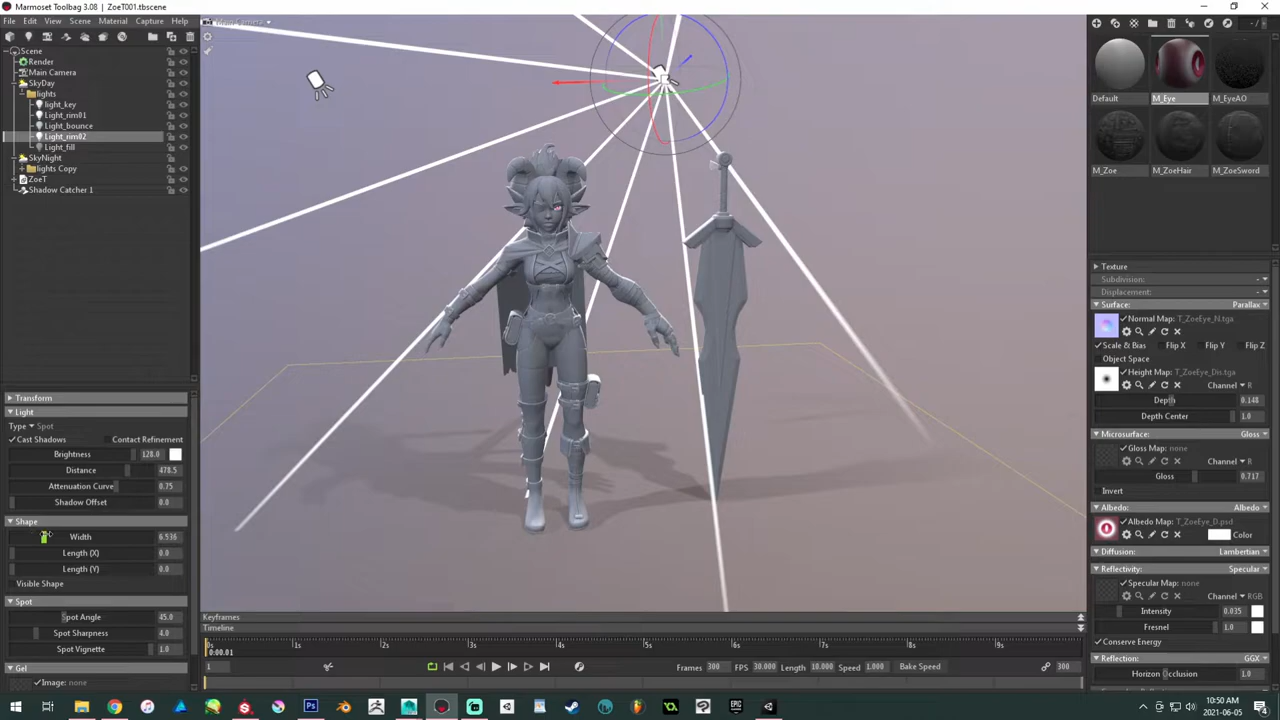 Marmoset Toolbag 3.08 | ZoeT001.tbscene
File Edit View Scene Material Capture Help
Main Camera
Scene
Render
Main Camera
SkyDay
lights
light_key
Light_rim01
Light_bounce
Light_rim02
Light_fill
SkyNight
lights Copy
ZoeT
Shadow Catcher 1
Transform
Light
Type Spot
Cast Shadows Contact Refinement
Brightness 128.0
Distance 478.5
Attenuation Curve 0.75
Shadow Offset 0.0
Shape
Width 6.536
Length (X) 0.0
Length (Y) 0.0
Visible Shape
Spot
Spot Angle 45.0
Spot Sharpness 4.0
Spot Vignette 1.0
Gel
Image: none
Keyframes
Timeline
0s 1s 2s 3s 4s 5s 6s 7s 8s 9s
0:00.01
1 Frames 300 FPS 30.000 Length 10.000 Speed 1.000 Bake Speed 300
Default M_Eye M_EyeAO
M_Zoe M_ZoeHair M_ZoeSword
Texture
Subdivision:
Displacement:
Surface: Parallax
Normal Map: T_ZoeEye_N.tga
Scale & Bias Flip X Flip Y Flip Z
Object Space
Height Map: T_ZoeEye_Dis.tga
Channel R
Depth 0.148
Depth Center 1.0
Microsurface: Gloss
Gloss Map: none
Channel R
Gloss 0.717
Invert
Albedo: Albedo
Albedo Map: T_ZoeEye_D.psd
Color
Diffusion: Lambertian
Reflectivity: Specular
Specular Map: none
Channel RGB
Intensity 0.035
Fresnel 1.0
Conserve Energy
Reflection: GGX
Horizon Occlusion 1.0
10:50 AM
2021-06-05